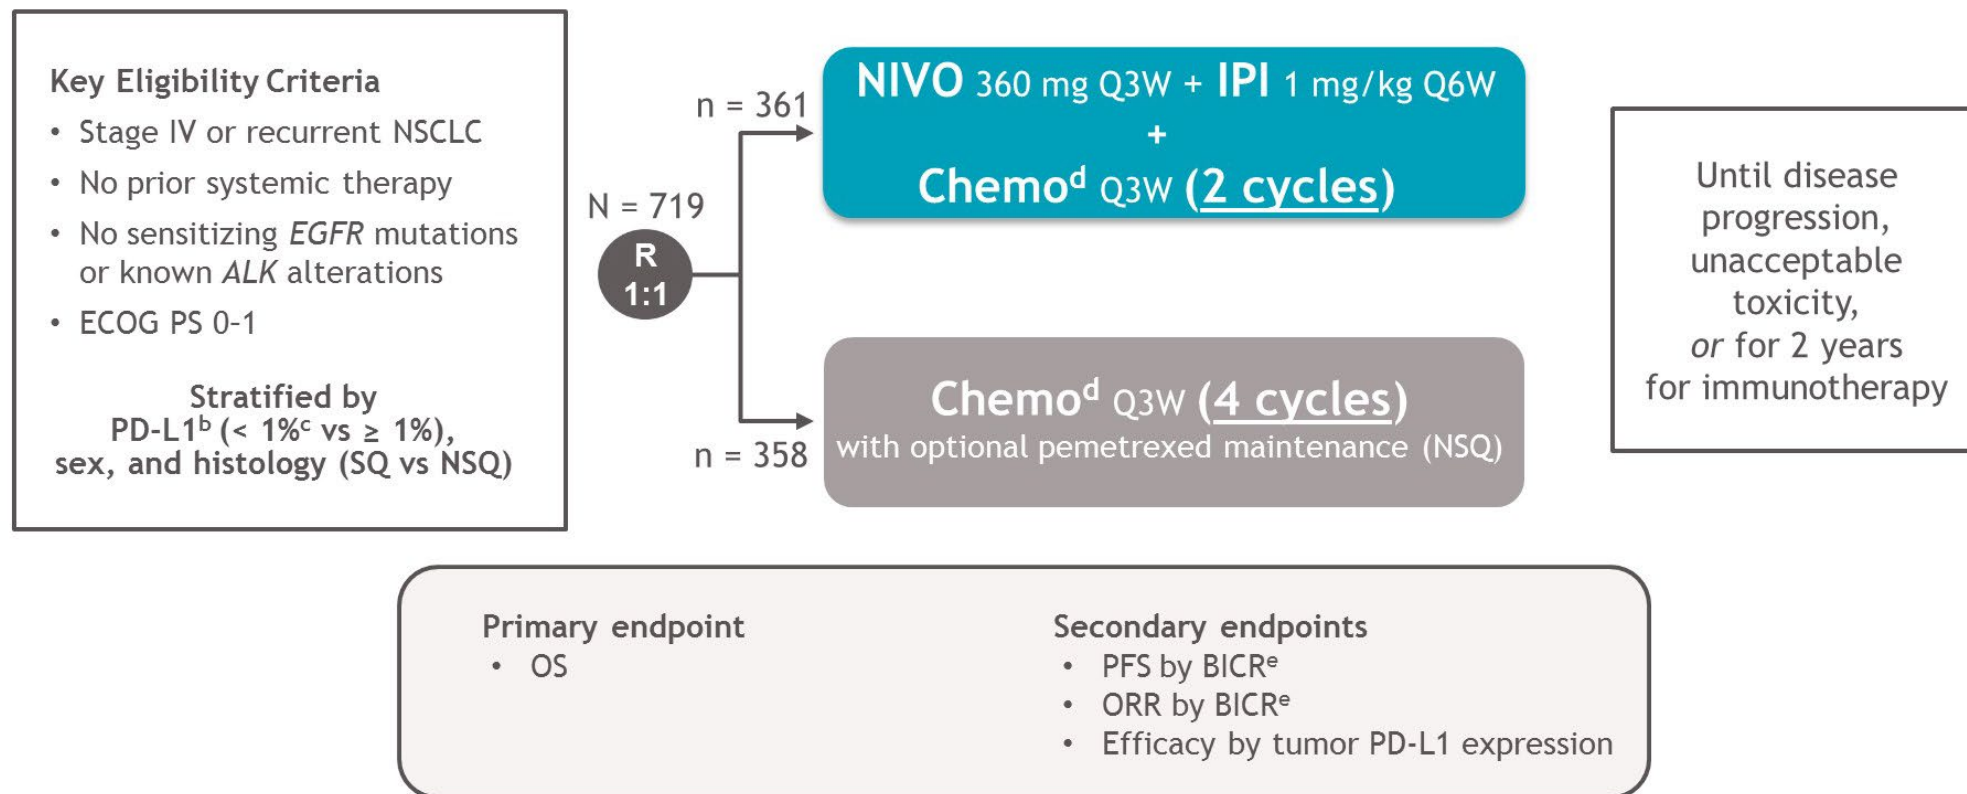 Key Eligibility Criteria
• Stage IV or recurrent NSCLC
• No prior systemic therapy
• No sensitizing EGFR mutations
or known ALK alterations
• ECOG PS 0–1
Stratified by
PD-L1ᵇ (< 1%ᶜ vs ≥ 1%),
sex, and histology (SQ vs NSQ)
N = 719
R
1:1
n = 361
NIVO 360 mg Q3W + IPI 1 mg/kg Q6W
+
Chemoᵈ Q3W (2 cycles)
n = 358
Chemoᵈ Q3W (4 cycles)
with optional pemetrexed maintenance (NSQ)
Until disease
progression,
unacceptable
toxicity,
or for 2 years
for immunotherapy
Primary endpoint
• OS
Secondary endpoints
• PFS by BICRᵉ
• ORR by BICRᵉ
• Efficacy by tumor PD-L1 expression